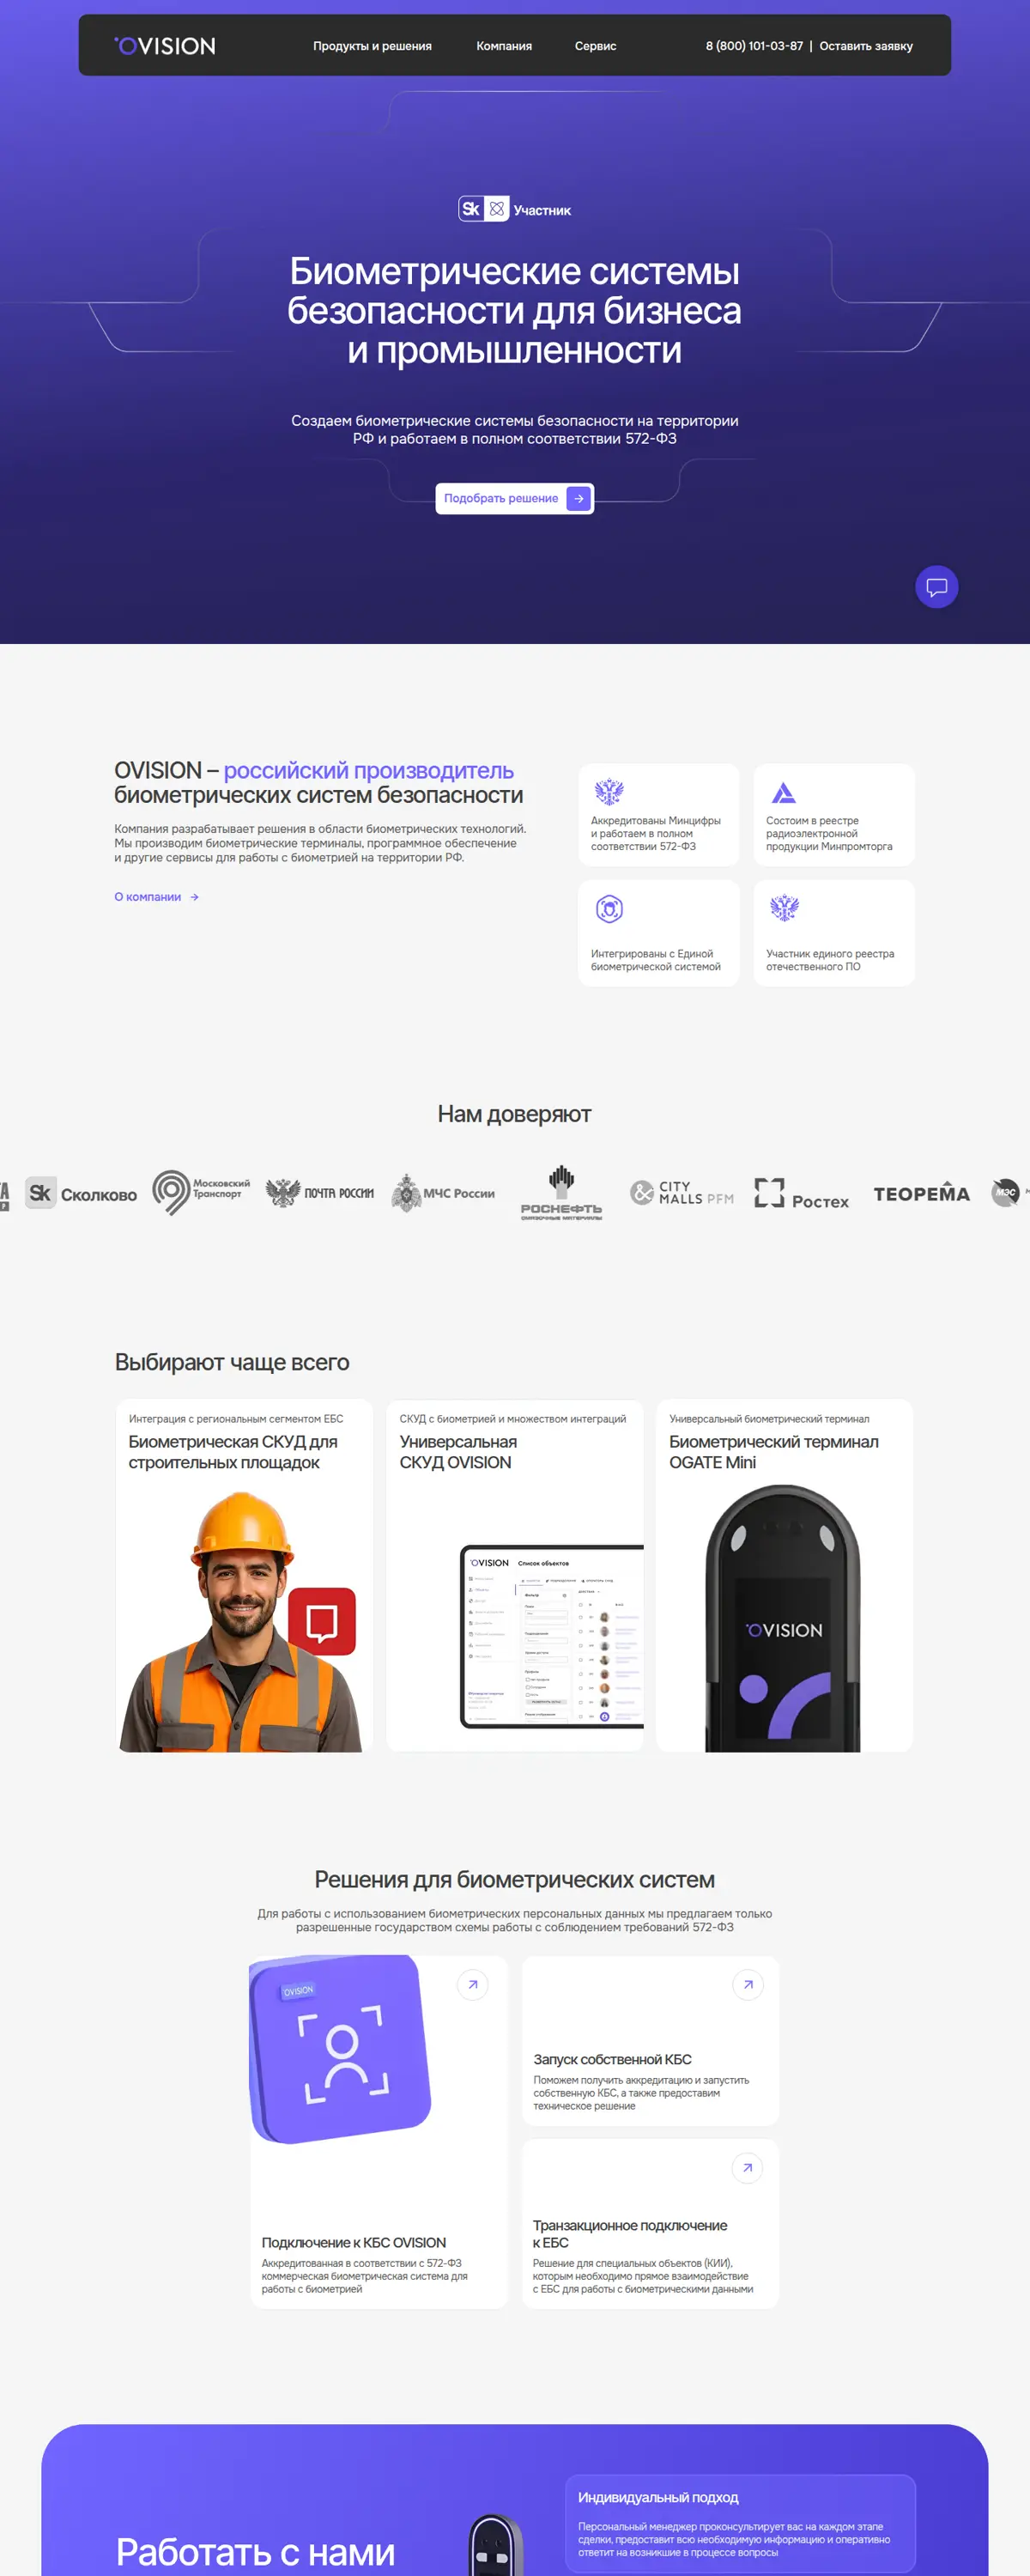 OVISION
Продукты и решения
Компания
Сервис
8 (800) 101-03-87 | Оставить заявку
Sk Участник
Биометрические системы
безопасности для бизнеса
и промышленности
Создаем биометрические системы безопасности на территории
РФ и работаем в полном соответствии 572-ФЗ
Подобрать решение
OVISION – российский производитель
биометрических систем безопасности
Компания разрабатывает решения в области биометрических технологий.
Мы производим биометрические терминалы, программное обеспечение
и другие сервисы для работы с биометрией на территории РФ.
О компании
Аккредитованы Минцифры
и работаем в полном
соответствии 572-ФЗ
Состоим в реестре
радиоэлектронной
продукции Минпромторга
Интегрированы с Единой
биометрической системой
Участник единого реестра
отечественного ПО
Нам доверяют
Sk Сколково
Московский
Транспорт
ПОЧТА РОССИИ
МЧС России
РОСНЕФТЬ
СМАЗОЧНЫЕ МАТЕРИАЛЫ
CITY
MALLS PFM
Ростех
ТЕОРЕМА
МЭС
Выбирают чаще всего
Интеграция с региональным сегментом ЕБС
Биометрическая СКУД для
строительных площадок
СКУД с биометрией и множеством интеграций
Универсальная
СКУД OVISION
OVISION
Список объектов
Фильтр
Универсальный биометрический терминал
Биометрический терминал
OGATE Mini
OVISION
Решения для биометрических систем
Для работы с использованием биометрических персональных данных мы предлагаем только
разрешенные государством схемы работы с соблюдением требований 572-ФЗ
OVISION
Подключение к КБС OVISION
Аккредитованная в соответствии с 572-ФЗ
коммерческая биометрическая система для
работы с биометрией
Запуск собственной КБС
Поможем получить аккредитацию и запустить
собственную КБС, а также предоставим
техническое решение
Транзакционное подключение
к ЕБС
Решение для специальных объектов (КИИ),
которым необходимо прямое взаимодействие
с ЕБС для работы с биометрическими данными
Работать с нами
Индивидуальный подход
Персональный менеджер проконсультирует вас на каждом этапе
сделки, предоставит всю необходимую информацию и оперативно
ответит на возникшие в процессе вопросы